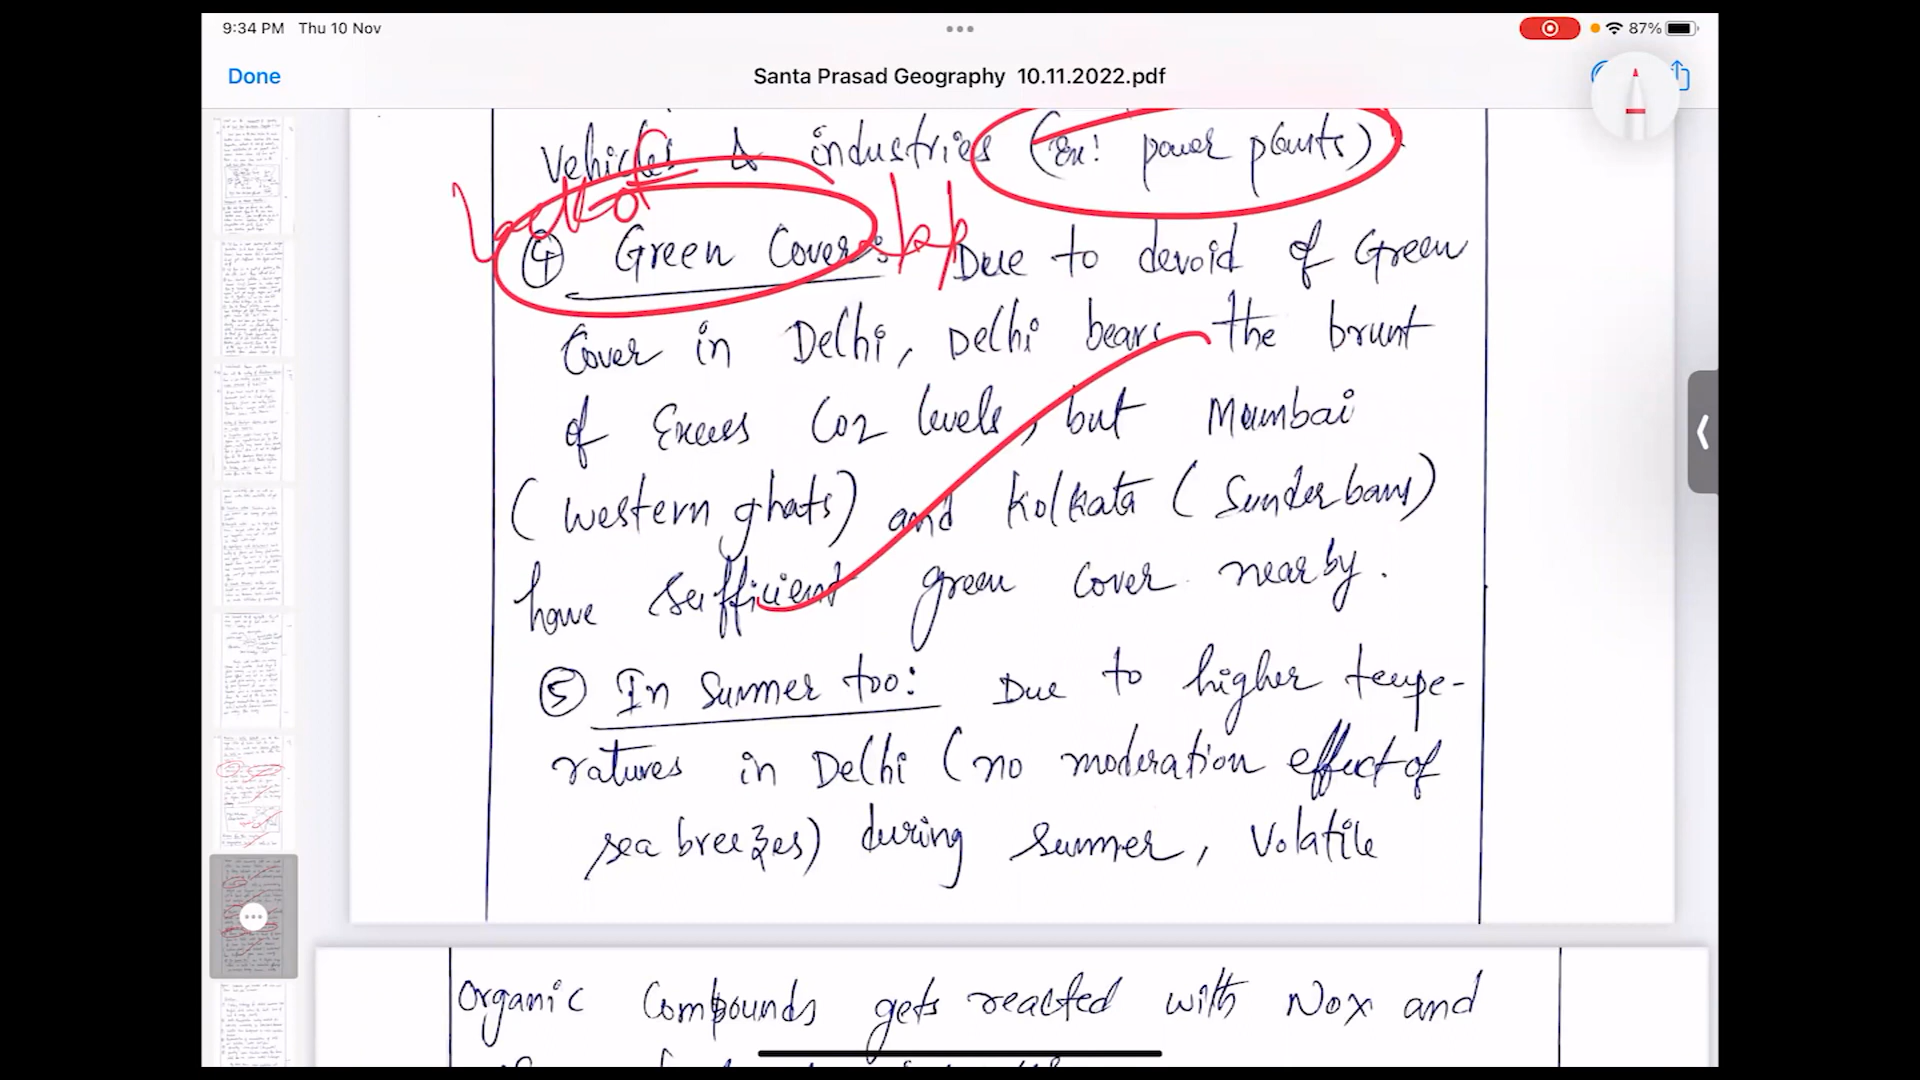 9:34 PM Thu 10 Nov
87%
Done
Santa Prasad Geography 10.11.2022.pdf
vehicles & industries (Ex: power plants)
Lack of
④ Green Cover: Due to devoid of Green
Cover in Delhi, Delhi bears the brunt
of Excess CO2 levels, but Mumbai
(western ghats) and Kolkata (Sunderbans)
have sufficient green cover nearby.
⑤ In Summer too: Due to higher tempe-
ratures in Delhi (no moderation effect of
sea breezes) during summer, Volatile
Organic Compounds gets reacted with NOx and